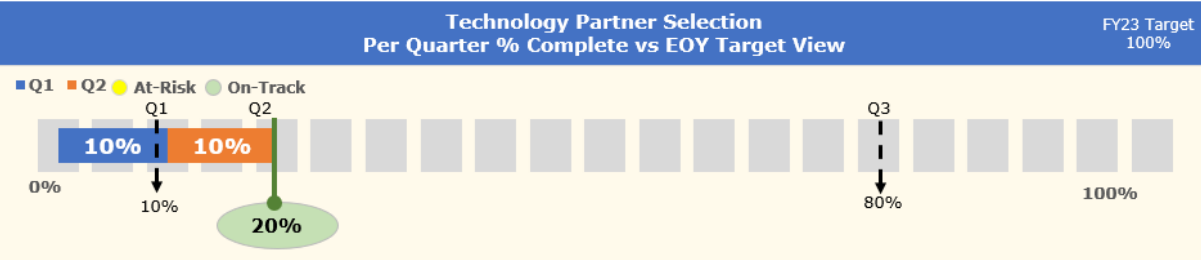 Technology Partner Selection
Per Quarter % Complete vs EOY Target View
FY23 Target
100%
Q1 Q2 At-Risk On-Track
Q1 Q2 Q3
10% 10%
0% 10% 80% 100%
20%